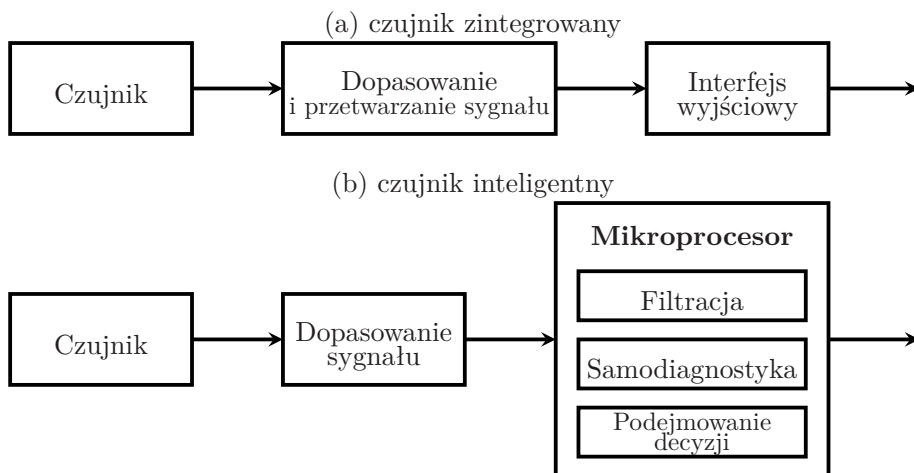 (a) czujnik zintegrowany
Czujnik
Dopasowanie
i przetwarzanie sygnału
Interfejs
wyjściowy
(b) czujnik inteligentny
Czujnik
Dopasowanie
sygnału
Mikroprocesor
Filtracja
Samodiagnostyka
Podejmowanie
decyzji